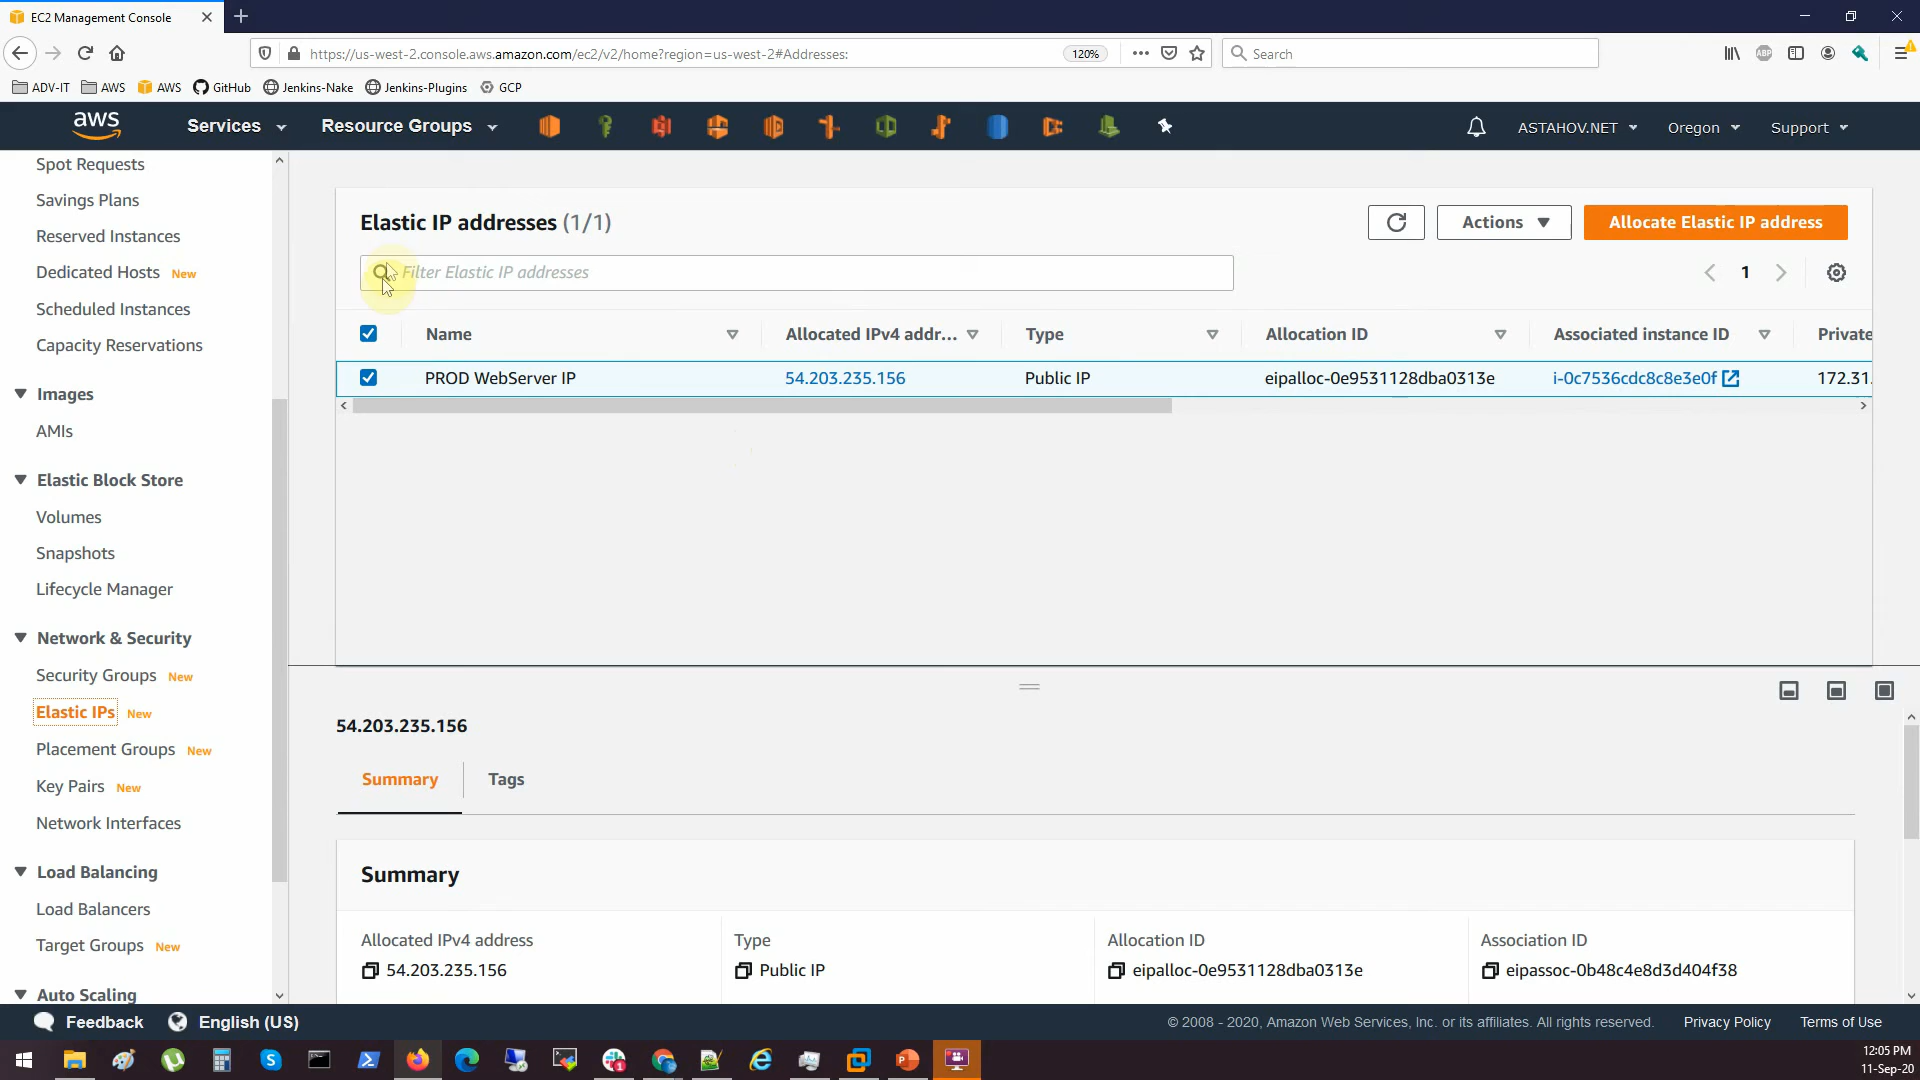 EC2 Management Console
https://us-west-2.console.aws.amazon.com/ec2/v2/home?region=us-west-2#Addresses:
120%
Search
ADV-IT
AWS
AWS
GitHub
Jenkins-Nake
Jenkins-Plugins
GCP
aws
Services
Resource Groups
ASTAHOV.NET
Oregon
Support
Spot Requests
Savings Plans
Reserved Instances
Dedicated Hosts New
Scheduled Instances
Capacity Reservations
Images
AMIs
Elastic Block Store
Volumes
Snapshots
Lifecycle Manager
Network & Security
Security Groups New
Elastic IPs New
Placement Groups New
Key Pairs New
Network Interfaces
Load Balancing
Load Balancers
Target Groups New
Auto Scaling
Elastic IP addresses (1/1)
Actions
Allocate Elastic IP address
Filter Elastic IP addresses
1
Name
Allocated IPv4 addr...
Type
Allocation ID
Associated instance ID
Private
PROD WebServer IP
54.203.235.156
Public IP
eipalloc-0e9531128dba0313e
i-0c7536cdc8c8e3e0f
172.31.
54.203.235.156
Summary
Tags
Summary
Allocated IPv4 address
54.203.235.156
Type
Public IP
Allocation ID
eipalloc-0e9531128dba0313e
Association ID
eipassoc-0b48c4e8d3d404f38
Feedback
English (US)
© 2008 - 2020, Amazon Web Services, Inc. or its affiliates. All rights reserved.
Privacy Policy
Terms of Use
12:05 PM
11-Sep-20